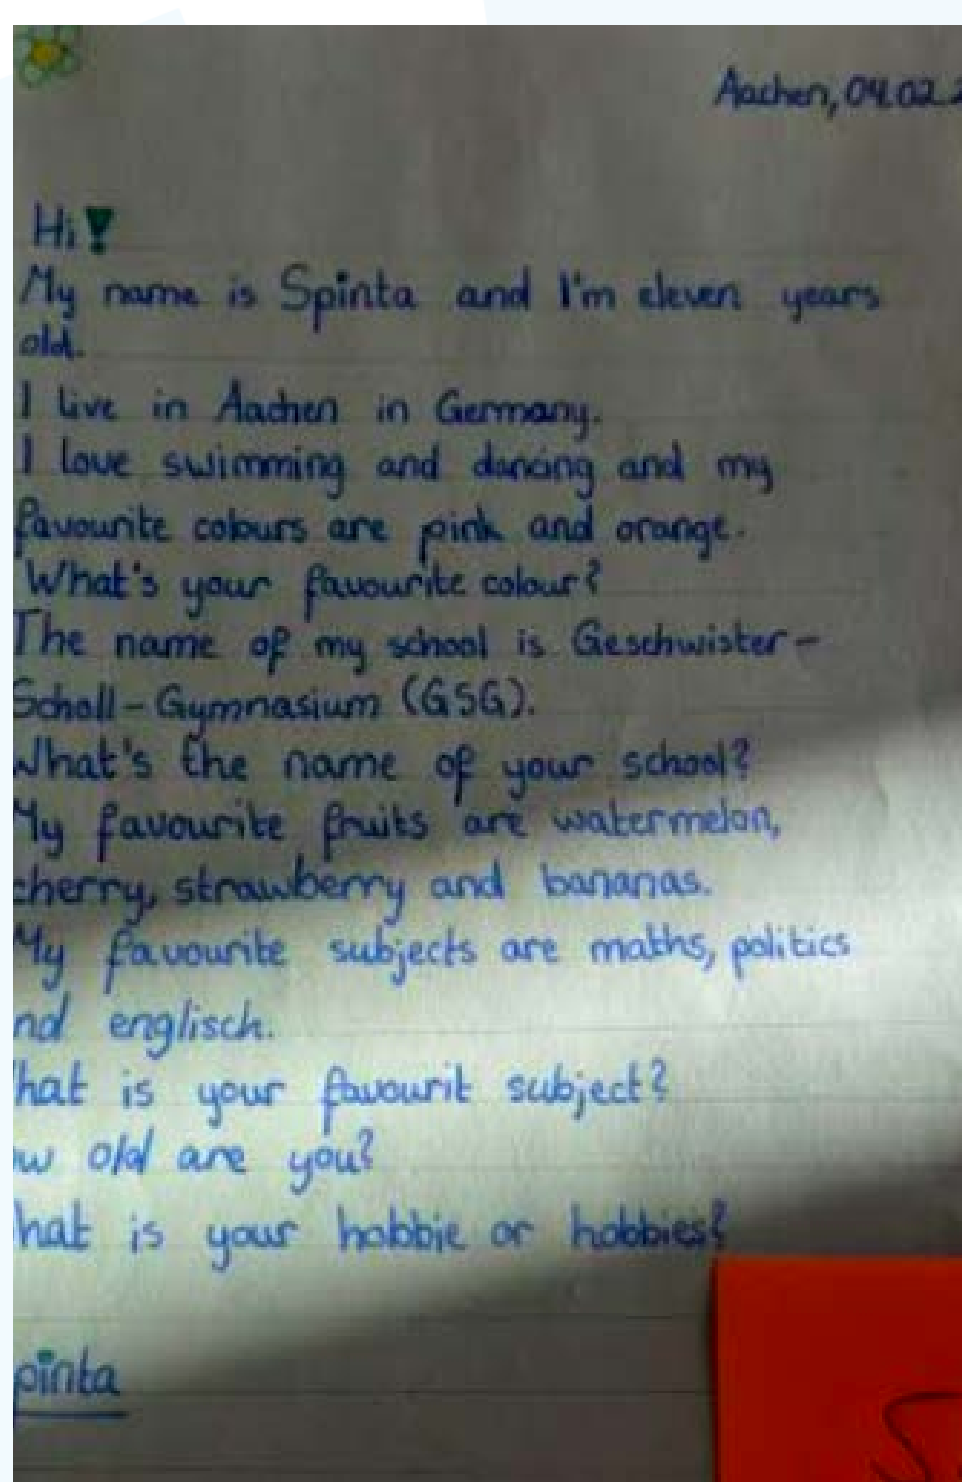 Aachen, 04.02.2
Hi!
My name is Spinta and I'm eleven years
old.
I live in Aachen in Germany.
I love swimming and dancing and my
favourite colours are pink and orange.
What's your favourite colour?
The name of my school is Geschwister-
Scholl-Gymnasium (GSG).
What's the name of your school?
My favourite fruits are watermelon,
cherry, strawberry and bananas.
My favourite subjects are maths, politics
nd englisch.
hat is your favourit subject?
ow old are you?
hat is your hobbie or hobbies?
pinta